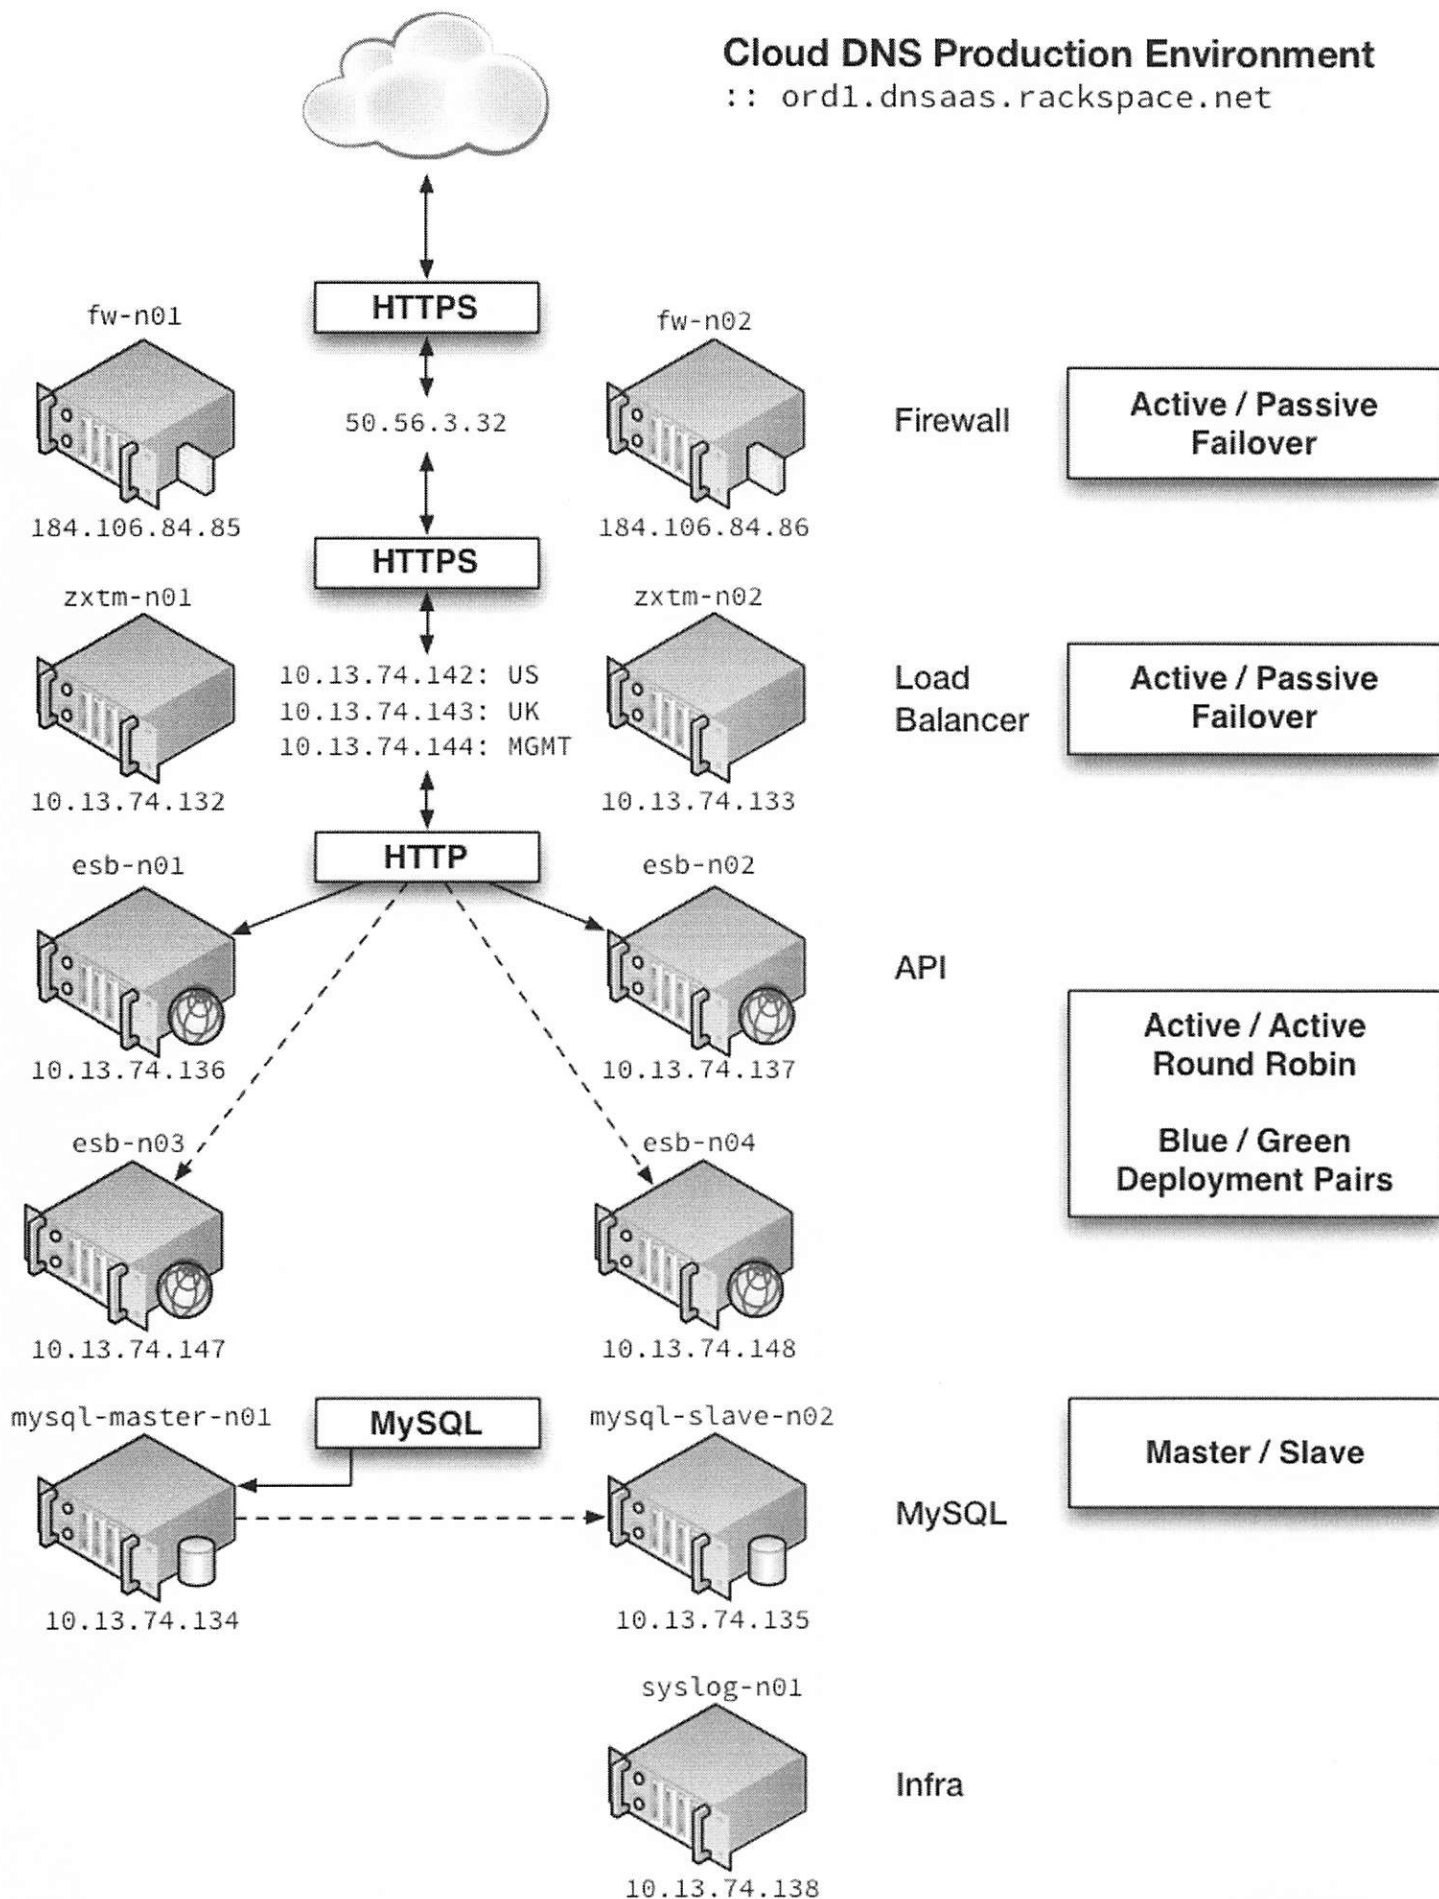 Cloud DNS Production Environment
:: ord1.dnsaas.rackspace.net
HTTPS
fw-n01
fw-n02
50.56.3.32
Firewall
Active / Passive
Failover
184.106.84.85
184.106.84.86
HTTPS
zxtm-n01
zxtm-n02
10.13.74.142: US
10.13.74.143: UK
10.13.74.144: MGMT
Load
Balancer
Active / Passive
Failover
10.13.74.132
10.13.74.133
HTTP
esb-n01
esb-n02
API
10.13.74.136
10.13.74.137
Active / Active
Round Robin
Blue / Green
Deployment Pairs
esb-n03
esb-n04
10.13.74.147
10.13.74.148
mysql-master-n01
MySQL
mysql-slave-n02
MySQL
Master / Slave
10.13.74.134
10.13.74.135
syslog-n01
Infra
10.13.74.138